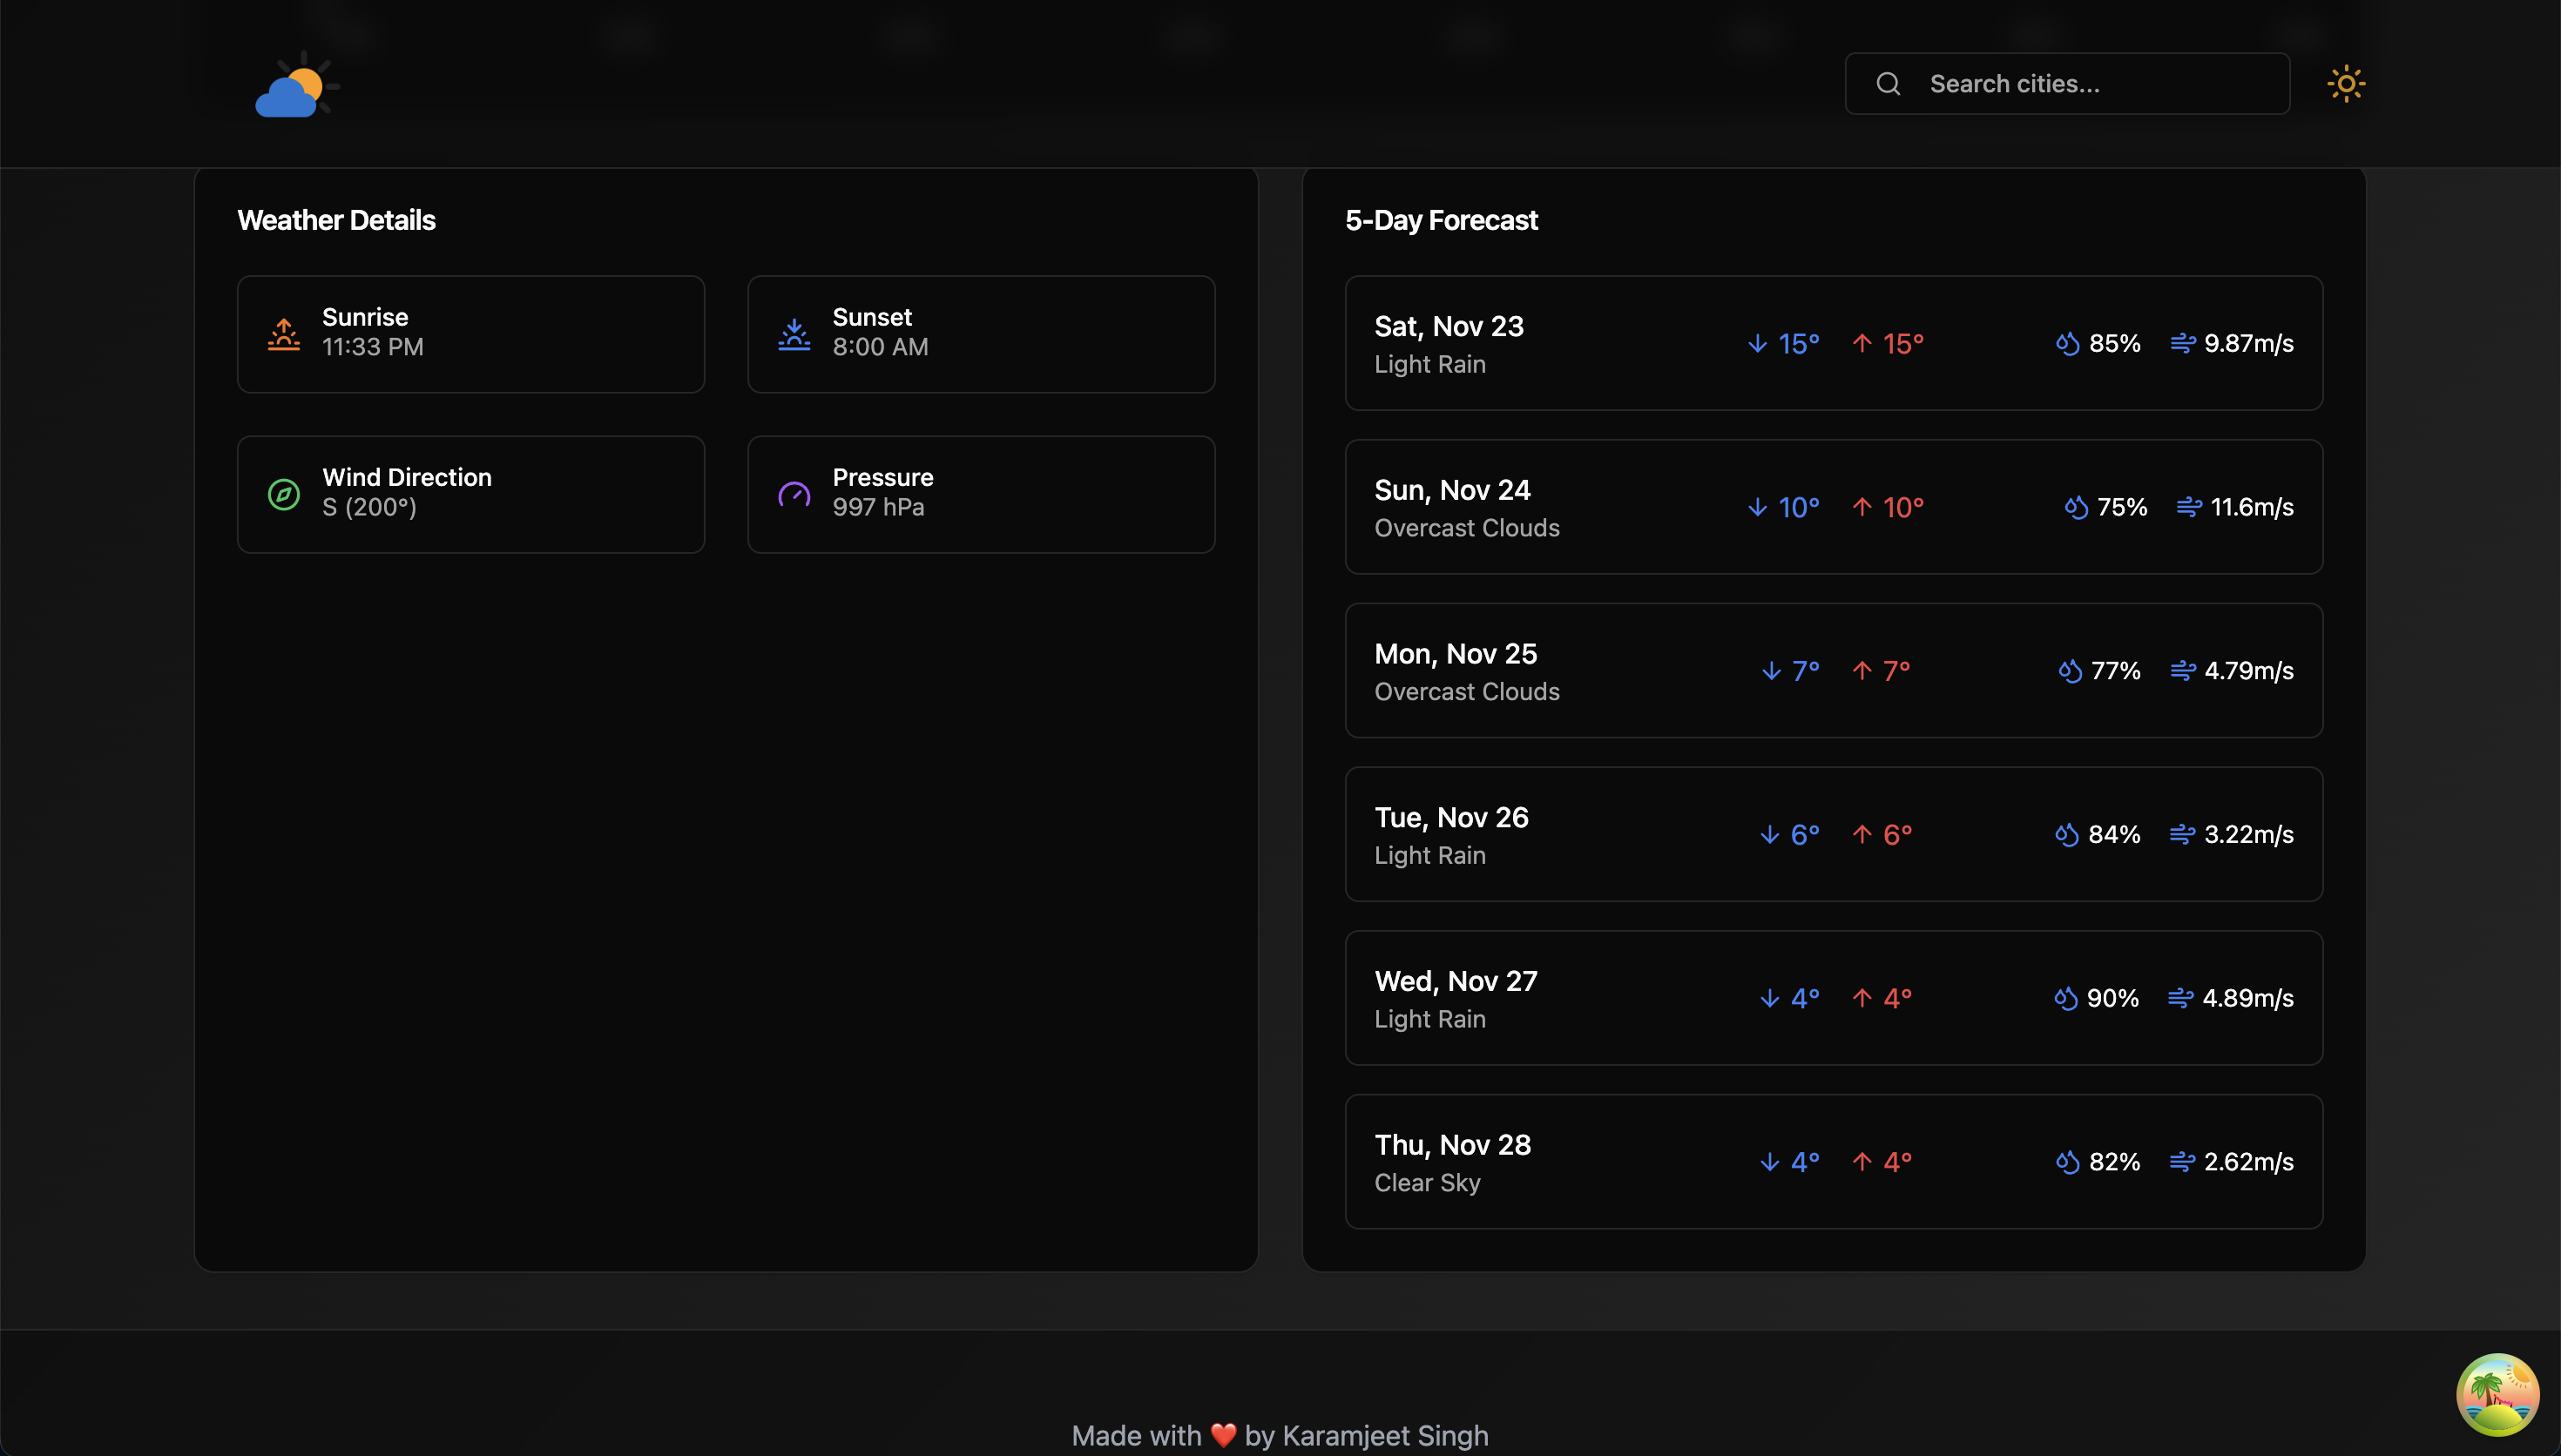 Search cities...
Weather Details
Sunrise
11:33 PM
Sunset
8:00 AM
Wind Direction
S (200°)
Pressure
997 hPa
5-Day Forecast
Sat, Nov 23
Light Rain
↓ 15° ↑ 15° 85% 9.87m/s
Sun, Nov 24
Overcast Clouds
↓ 10° ↑ 10° 75% 11.6m/s
Mon, Nov 25
Overcast Clouds
↓ 7° ↑ 7° 77% 4.79m/s
Tue, Nov 26
Light Rain
↓ 6° ↑ 6° 84% 3.22m/s
Wed, Nov 27
Light Rain
↓ 4° ↑ 4° 90% 4.89m/s
Thu, Nov 28
Clear Sky
↓ 4° ↑ 4° 82% 2.62m/s
Made with ❤️ by Karamjeet Singh